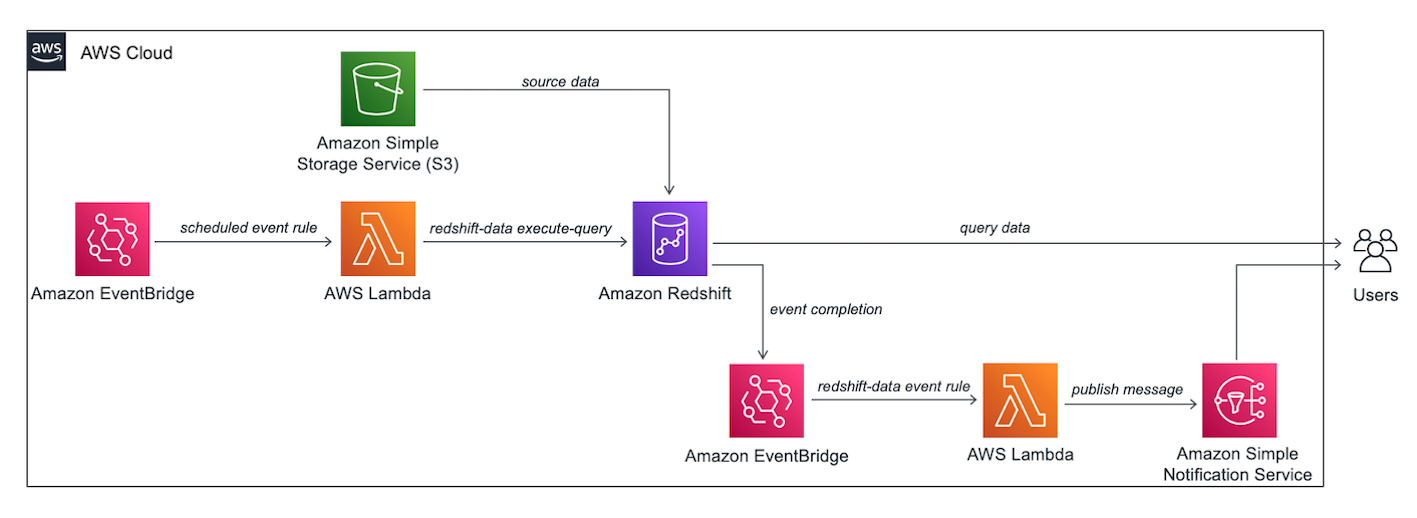 aws
AWS Cloud
source data
Amazon Simple
Storage Service (S3)
scheduled event rule
redshift-data execute-query
query data
Amazon EventBridge
AWS Lambda
Amazon Redshift
Users
event completion
redshift-data event rule
publish message
Amazon EventBridge
AWS Lambda
Amazon Simple
Notification Service